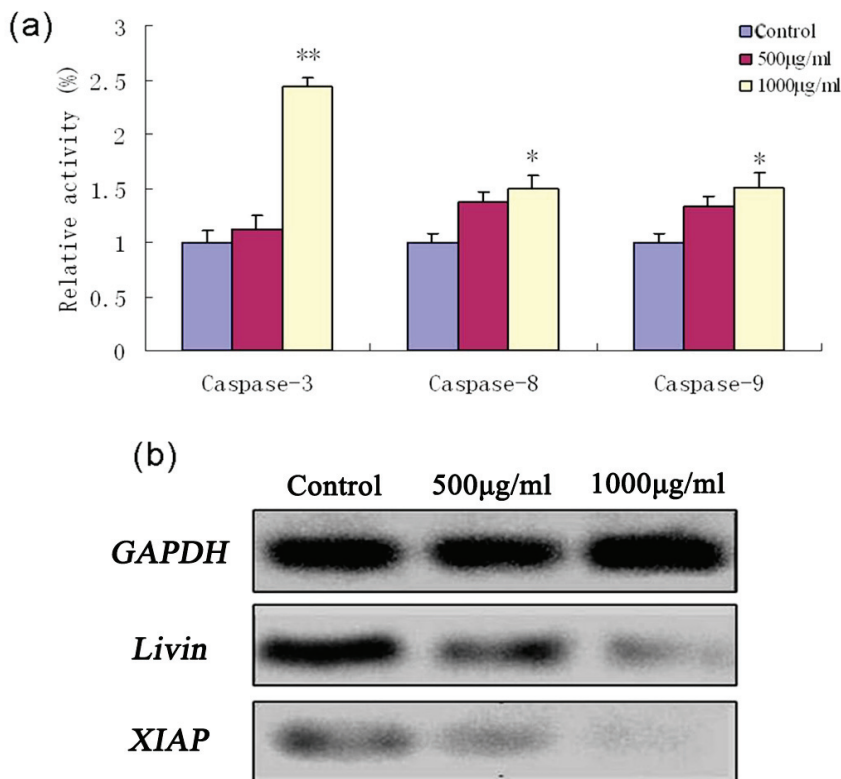 (a)
3
2.5
2
1.5
1
0.5
0
Relative activity (%)
**
*
*
Control
500μg/ml
1000μg/ml
Caspase-3 Caspase-8 Caspase-9
(b)
Control 500μg/ml 1000μg/ml
GAPDH
Livin
XIAP